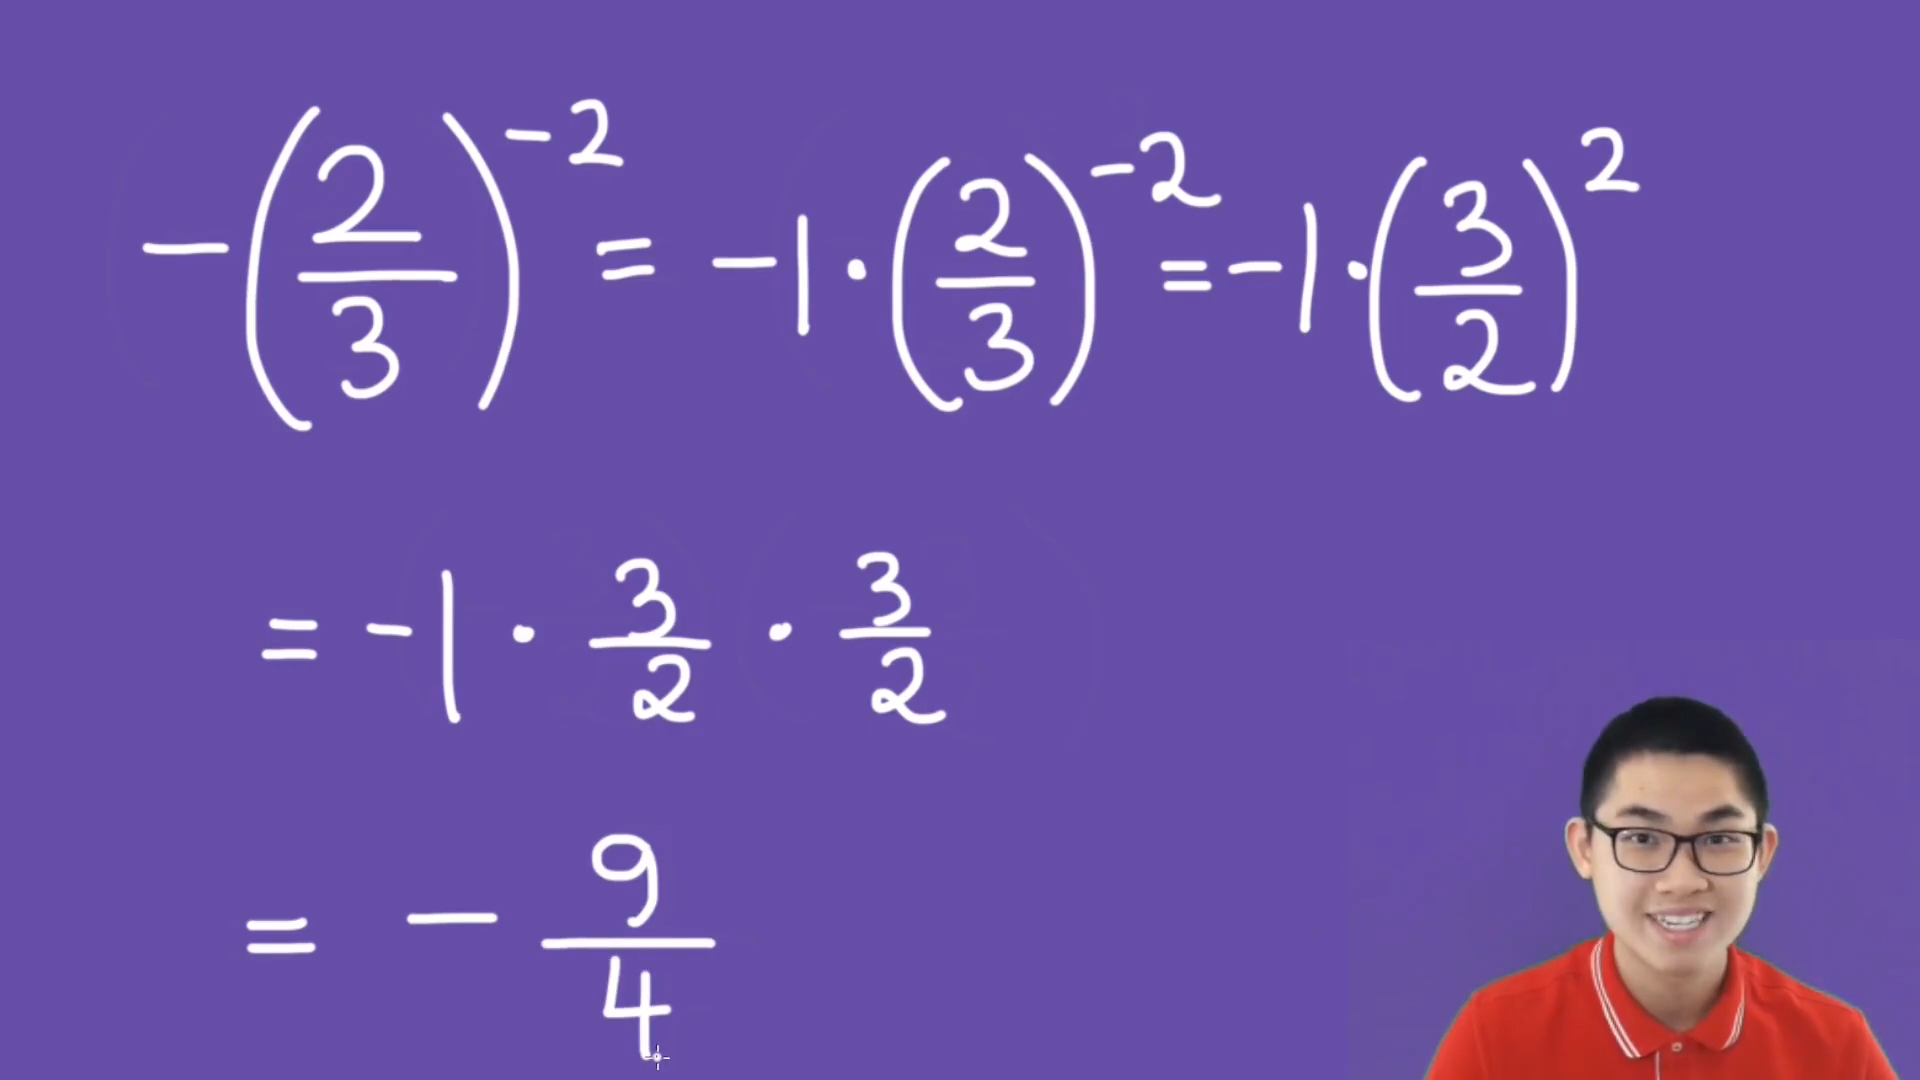 -(2/3)^-2 = -1·(2/3)^-2 = -1·(3/2)^2
= -1 · 3/2 · 3/2
= - 9/4